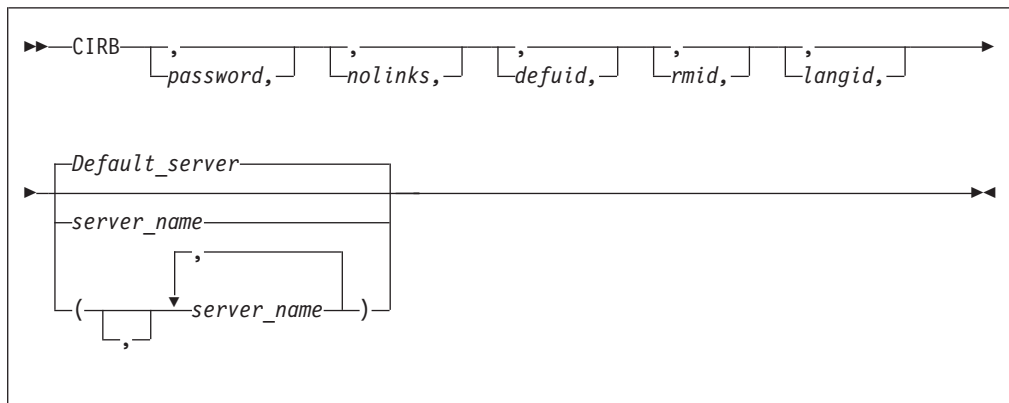 CIRB , , , , ,
password, nolinks, defuid, rmid, langid,
Default_server
server_name
,
( server_name )
,